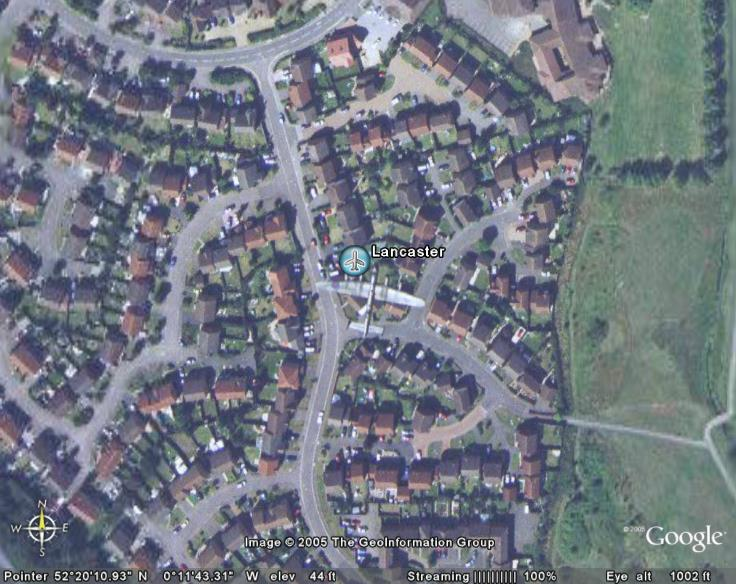 Lancaster
N
W E
S
Image © 2005 The GeoInformation Group
© 2005 Google™
Pointer 52°20'10.93" N 0°11'43.31" W elev 44 ft Streaming |||||||||| 100% Eye alt 1002 ft